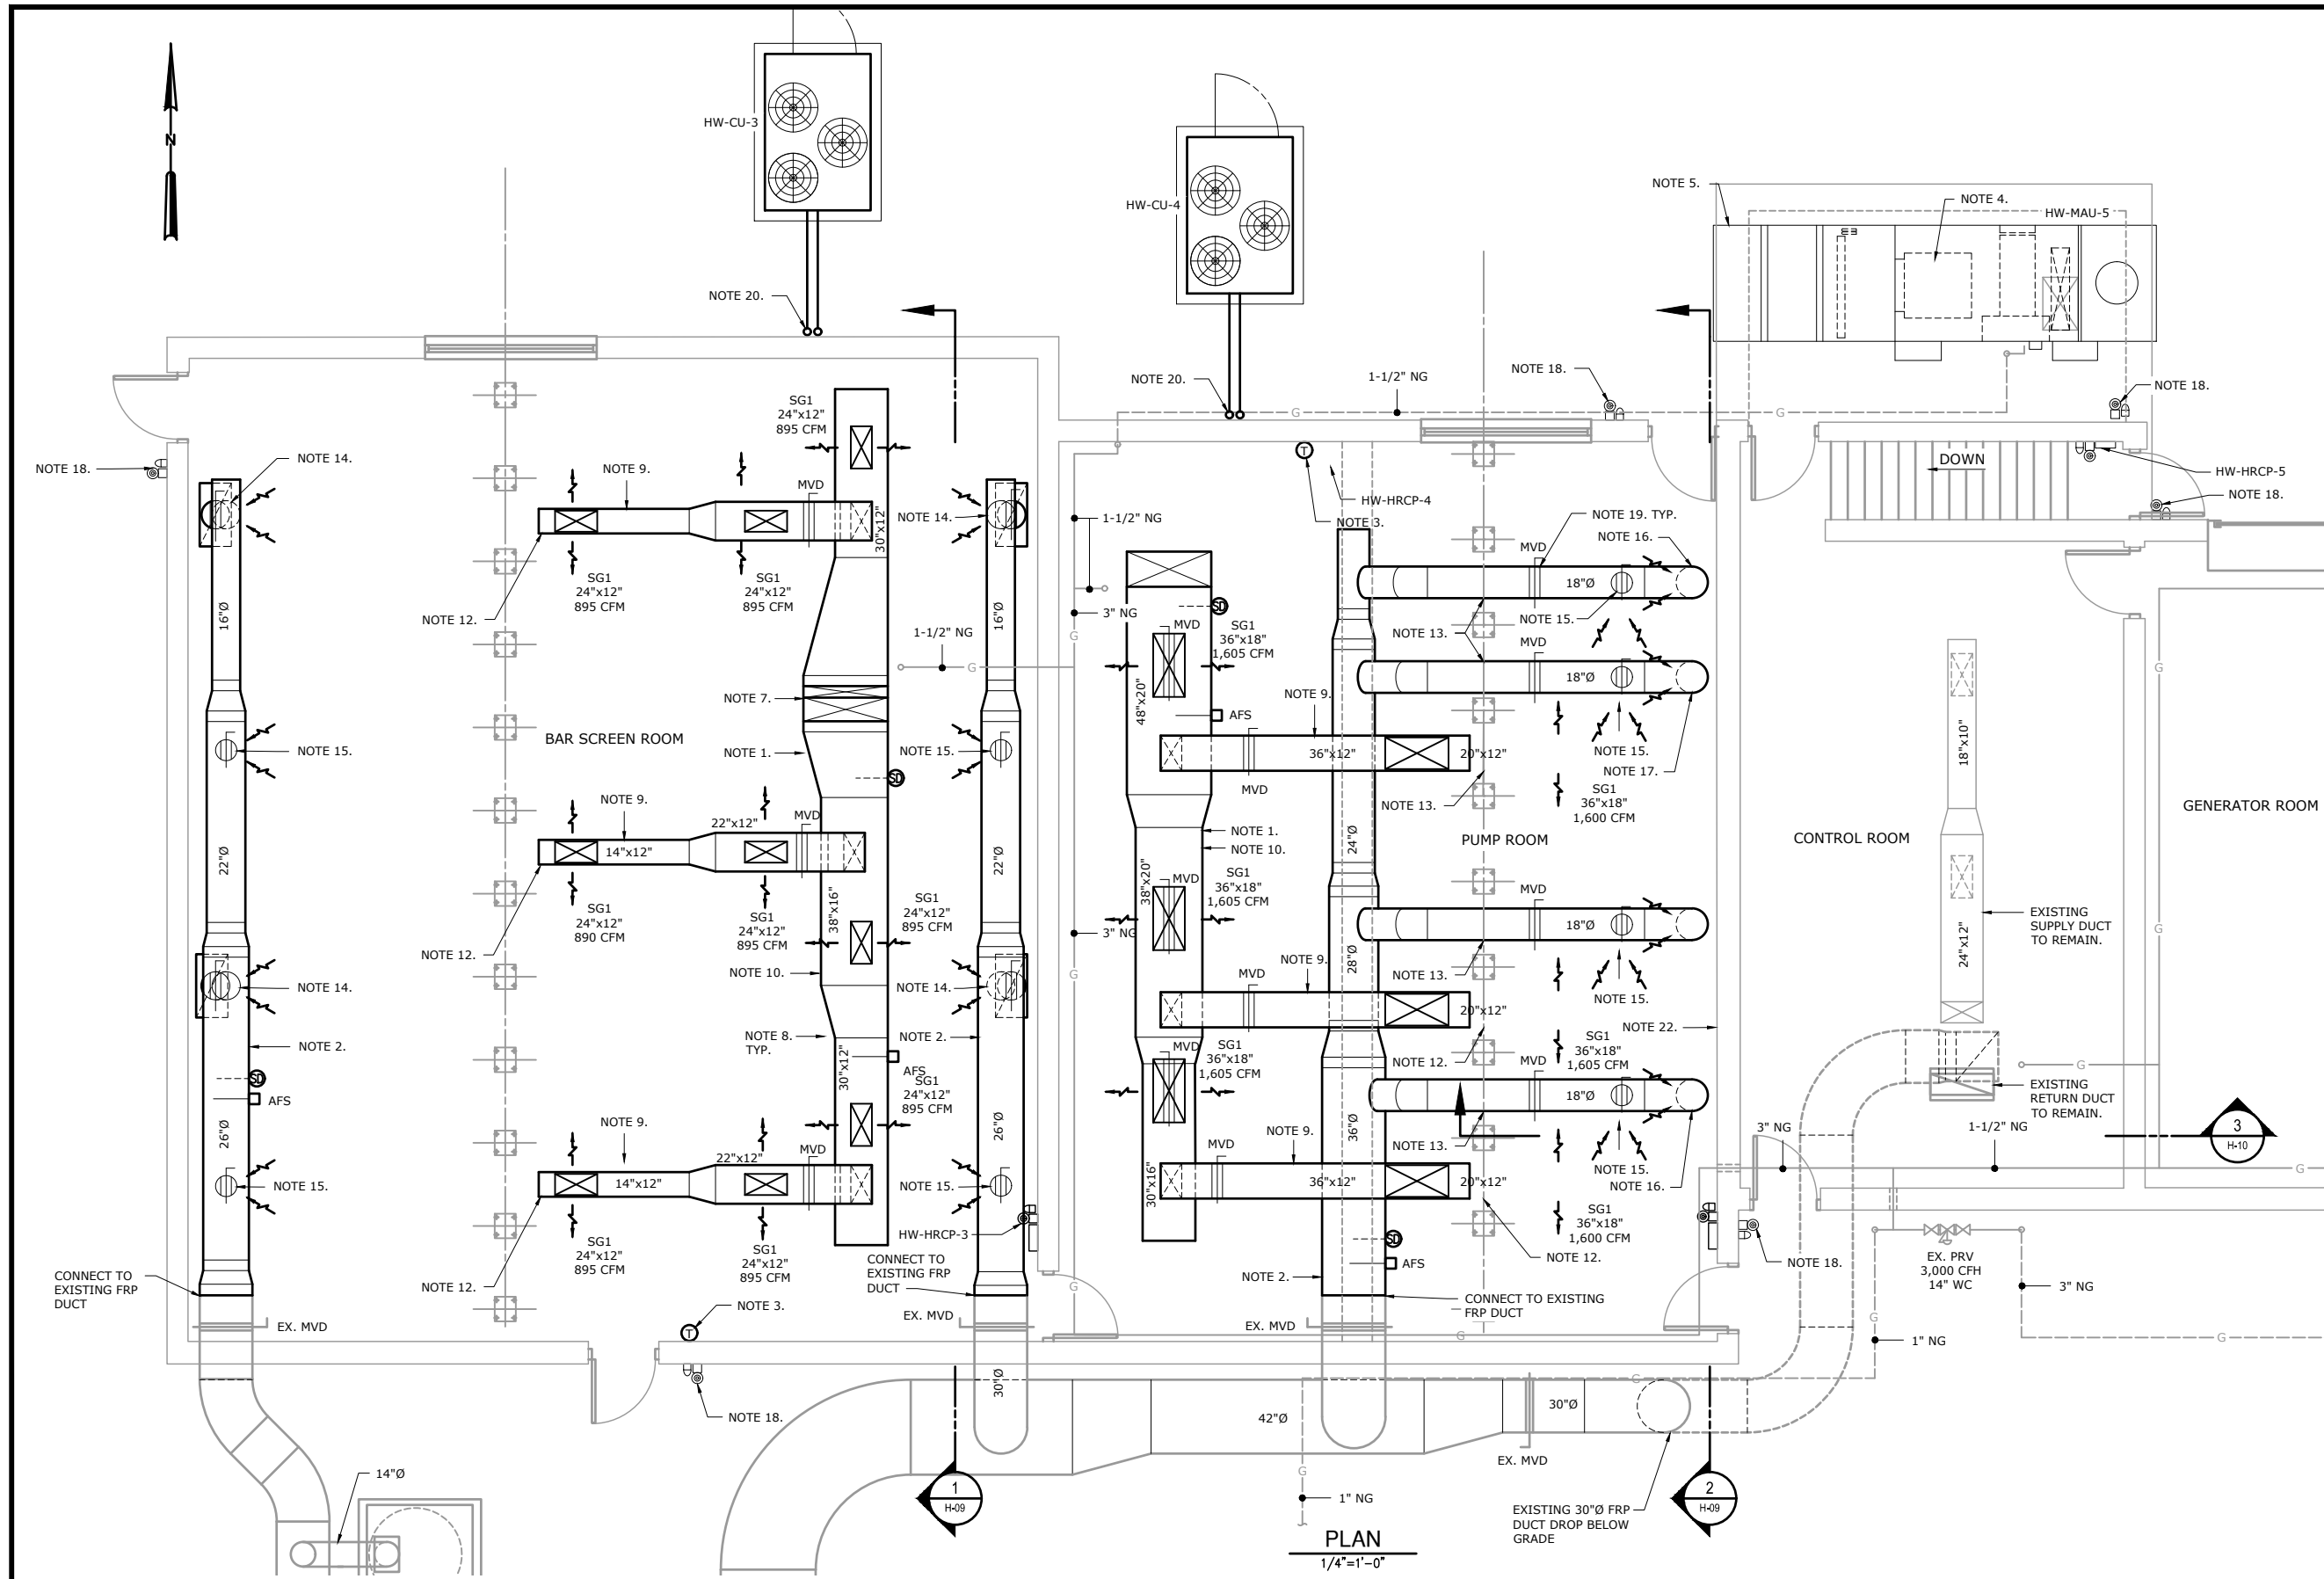 N
HW-CU-3
NOTE 20.
HW-CU-4
NOTE 20.
1-1/2" NG
NOTE 18.
G
G
NOTE 5.
NOTE 4.
HW-MAU-5
NOTE 18.
DOWN
HW-HRCP-5
NOTE 18.
NOTE 18.
NOTE 14.
16"Ø
NOTE 15.
22"Ø
NOTE 14.
NOTE 2.
SD
AFS
26"Ø
NOTE 15.
CONNECT TO
EXISTING FRP
DUCT
EX. MVD
14"Ø
SG1
24"x12"
895 CFM
NOTE 9.
MVD
30"x12"
SG1
24"x12"
895 CFM
SG1
24"x12"
895 CFM
NOTE 12.
NOTE 7.
NOTE 1.
BAR SCREEN ROOM
SD
NOTE 9.
22"x12"
MVD
14"x12"
SG1
24"x12"
890 CFM
SG1
24"x12"
895 CFM
38"x16"
SG1
24"x12"
895 CFM
NOTE 12.
NOTE 10.
NOTE 8.
TYP.
30"x12"
AFS
SG1
24"x12"
895 CFM
NOTE 9.
22"x12"
MVD
14"x12"
SG1
24"x12"
895 CFM
SG1
24"x12"
895 CFM
NOTE 12.
NOTE 3.
T
NOTE 18.
NOTE 14.
16"Ø
1-1/2" NG
G
NOTE 15.
22"Ø
NOTE 14.
NOTE 2.
26"Ø
NOTE 15.
HW-HRCP-3
CONNECT TO
EXISTING FRP
DUCT
EX. MVD
30"Ø
1-1/2" NG
3" NG
G
3" NG
G
G
T
HW-HRCP-4
NOTE 3.
SD
MVD
SG1
36"x18"
1,605 CFM
48"x20"
AFS
NOTE 9.
36"x12"
20"x12"
MVD
NOTE 13.
NOTE 1.
NOTE 10.
38"x20"
MVD
SG1
36"x18"
1,605 CFM
24"Ø
28"Ø
MVD
NOTE 9.
20"x12"
NOTE 12.
MVD
SG1
36"x18"
1,605 CFM
30"x16"
36"Ø
MVD
NOTE 9.
36"x12"
20"x12"
NOTE 12.
SD
AFS
NOTE 2.
CONNECT TO EXISTING
FRP DUCT
EX. MVD
G
NOTE 19. TYP.
NOTE 16.
MVD
18"Ø
NOTE 15.
NOTE 13.
MVD
18"Ø
NOTE 15.
NOTE 17.
SG1
36"x18"
1,600 CFM
PUMP ROOM
MVD
18"Ø
NOTE 13.
NOTE 15.
NOTE 22.
SG1
36"x18"
1,605 CFM
MVD
18"Ø
NOTE 13.
NOTE 15.
NOTE 16.
SG1
36"x18"
1,600 CFM
NOTE 18.
CONTROL ROOM
18"x10"
24"x12"
EXISTING
SUPPLY DUCT
TO REMAIN.
G
EXISTING
RETURN DUCT
TO REMAIN.
GENERATOR ROOM
G
G
3" NG
1-1/2" NG
3
H-10
G
EX. PRV
3,000 CFH
14" WC
3" NG
G
G
1" NG
G
42"Ø
30"Ø
EX. MVD
G
1" NG
1
H-09
2
H-09
EXISTING 30"Ø FRP
DUCT DROP BELOW
GRADE
PLAN
1/4"=1'-0"